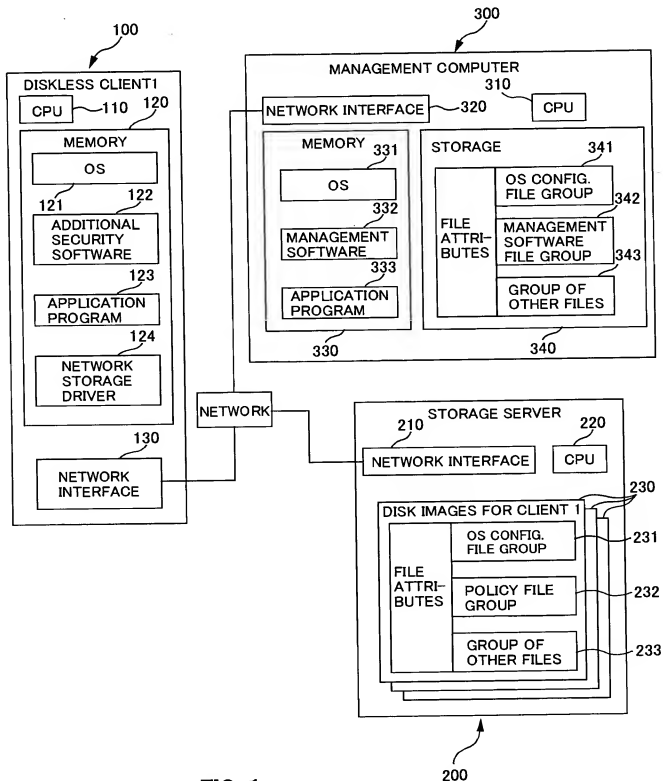 100
DISKLESS CLIENT1
CPU
110
120
MEMORY
OS
121
122
ADDITIONAL
SECURITY
SOFTWARE
123
APPLICATION
PROGRAM
124
NETWORK
STORAGE
DRIVER
130
NETWORK
INTERFACE
NETWORK
300
MANAGEMENT COMPUTER
310
CPU
NETWORK INTERFACE
320
MEMORY
331
OS
332
MANAGEMENT
SOFTWARE
333
APPLICATION
PROGRAM
330
STORAGE
341
FILE
ATTRI-
BUTES
OS CONFIG.
FILE GROUP
342
MANAGEMENT
SOFTWARE
FILE GROUP
343
GROUP OF
OTHER FILES
340
STORAGE SERVER
210
220
NETWORK INTERFACE
CPU
230
DISK IMAGES FOR CLIENT 1
FILE
ATTRI-
BUTES
OS CONFIG.
FILE GROUP
231
POLICY FILE
GROUP
232
GROUP OF
OTHER FILES
233
200